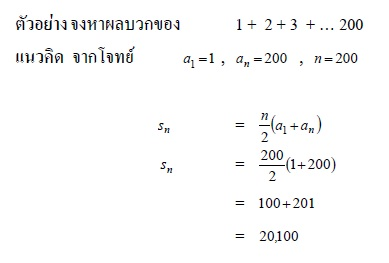 ตัวอย่าง จงหาผลบวกของ 1 + 2 + 3 + … 200
แนวคิด จากโจทย์ a₁=1 , aₙ=200 , n=200
sₙ = n/2(a₁+aₙ)
sₙ = 200/2(1+200)
= 100+201
= 20,100